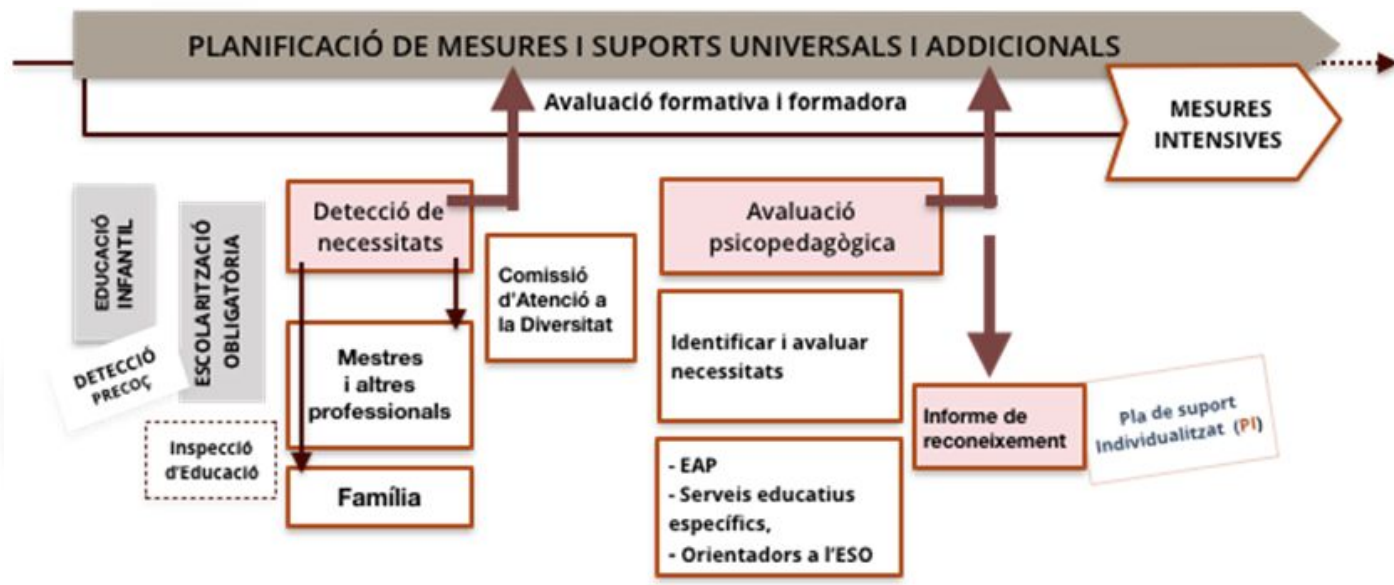 PLANIFICACIÓ DE MESURES I SUPORTS UNIVERSALS I ADDICIONALS
Avaluació formativa i formadora
MESURES
INTENSIVES
EDUCACIÓ
INFANTIL
DETECCIÓ
PRECOÇ
ESCOLARITZACIÓ
OBLIGATÒRIA
Inspecció
d'Educació
Detecció de
necessitats
Mestres
i altres
professionals
Família
Comissió
d'Atenció a
la Diversitat
Avaluació
psicopedagògica
Identificar i avaluar
necessitats
- EAP
- Serveis educatius
específics,
- Orientadors a l'ESO
Informe de
reconeixement
Pla de suport
Individualitzat (PI)